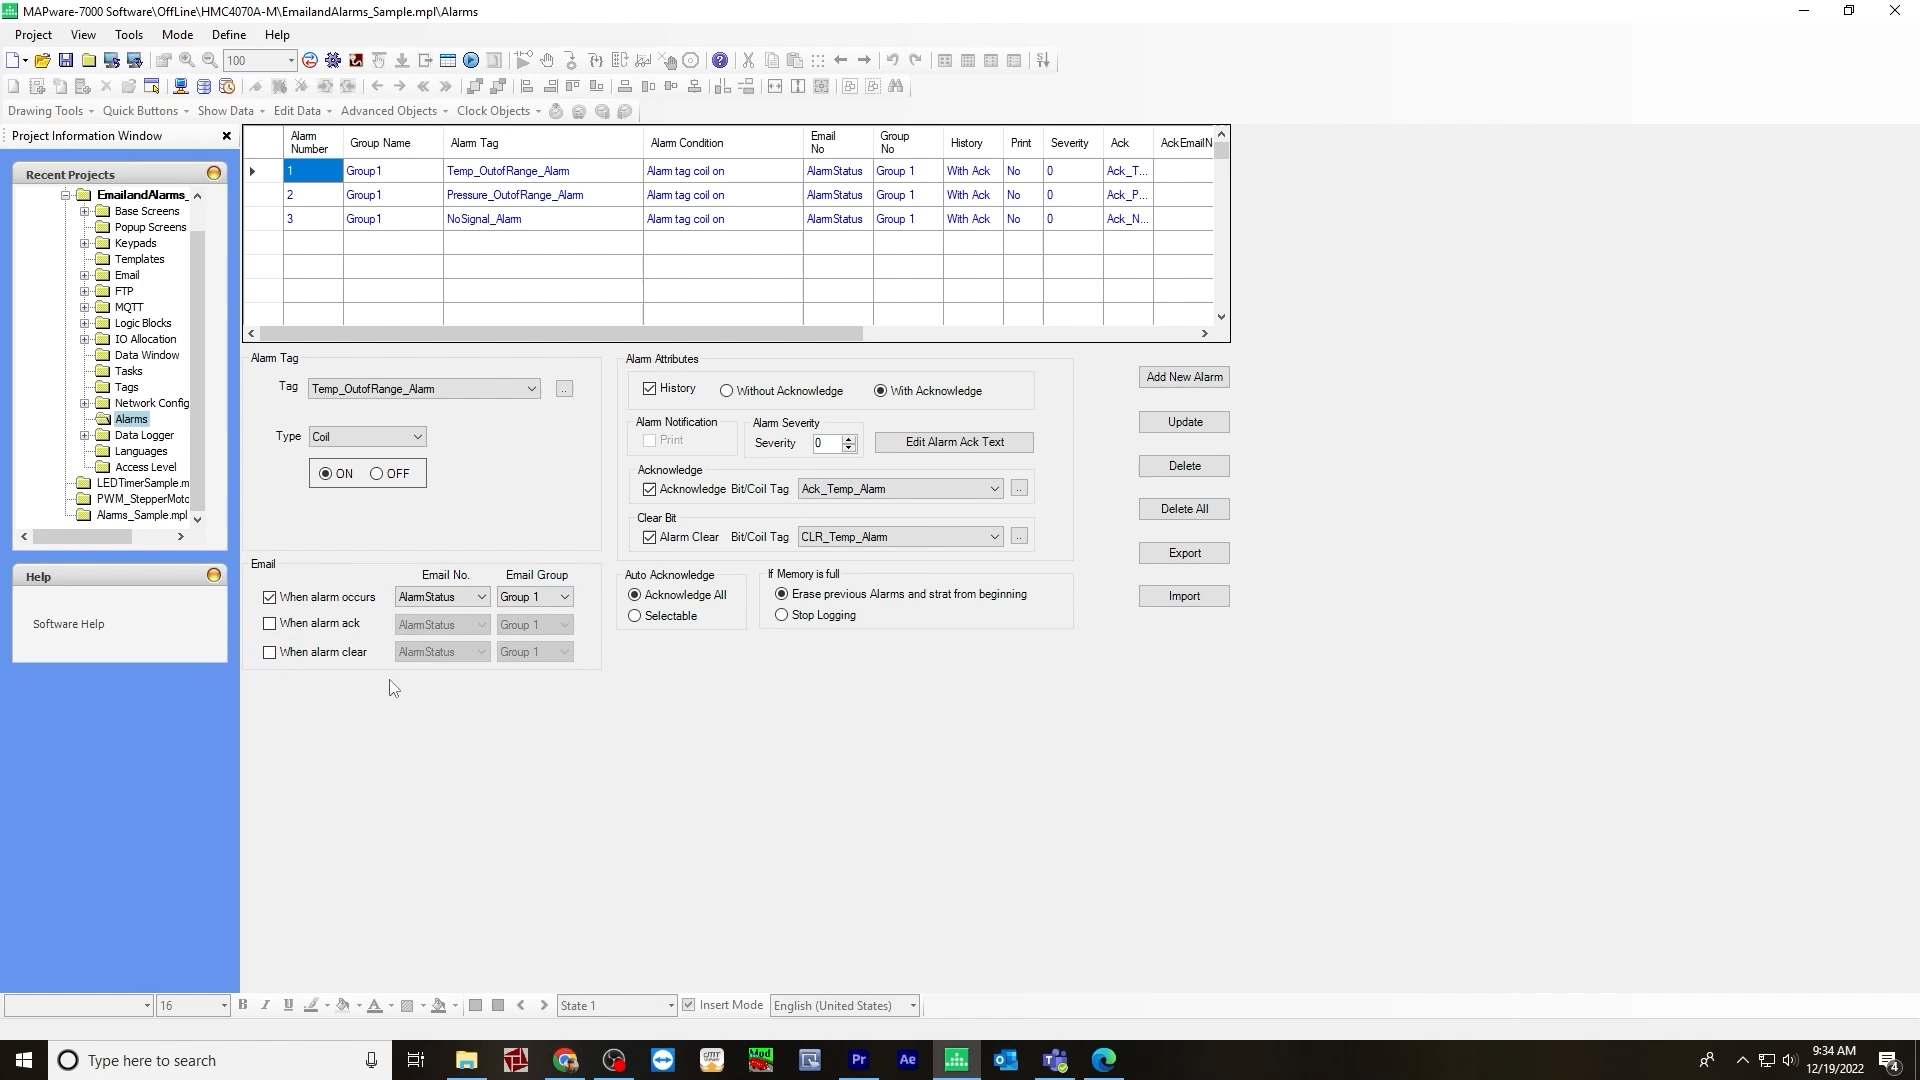 MAPware-7000 Software\OffLine\HMC4070A-M\EmailandAlarms_Sample.mpl\Alarms
Project View Tools Mode Define Help
100
Drawing Tools Quick Buttons Show Data Edit Data Advanced Objects Clock Objects
Project Information Window
Recent Projects
EmailandAlarms_
Base Screens
Popup Screens
Keypads
Templates
Email
FTP
MQTT
Logic Blocks
IO Allocation
Data Window
Tasks
Tags
Network Config
Alarms
Data Logger
Languages
Access Level
LEDTimerSample.m
PWM_StepperMoto
Alarms_Sample.mpl
Help
Software Help
Alarm Number Group Name Alarm Tag Alarm Condition Email No Group No History Print Severity Ack AckEmailN
1 Group1 Temp_OutofRange_Alarm Alarm tag coil on AlarmStatus Group 1 With Ack No 0 Ack_T...
2 Group1 Pressure_OutofRange_Alarm Alarm tag coil on AlarmStatus Group 1 With Ack No 0 Ack_P...
3 Group1 NoSignal_Alarm Alarm tag coil on AlarmStatus Group 1 With Ack No 0 Ack_N...
Alarm Tag
Tag Temp_OutofRange_Alarm ..
Type Coil
ON OFF
Email
Email No. Email Group
When alarm occurs AlarmStatus Group 1
When alarm ack AlarmStatus Group 1
When alarm clear AlarmStatus Group 1
Alarm Attributes
History Without Acknowledge With Acknowledge
Alarm Notification
Print
Alarm Severity
Severity 0
Edit Alarm Ack Text
Acknowledge
Acknowledge Bit/Coil Tag Ack_Temp_Alarm ..
Clear Bit
Alarm Clear Bit/Coil Tag CLR_Temp_Alarm ..
Auto Acknowledge
Acknowledge All
Selectable
If Memory is full
Erase previous Alarms and strat from beginning
Stop Logging
Add New Alarm
Update
Delete
Delete All
Export
Import
16 B I U A State 1 Insert Mode English (United States)
Type here to search
Pr Ae
9:34 AM
12/19/2022
4